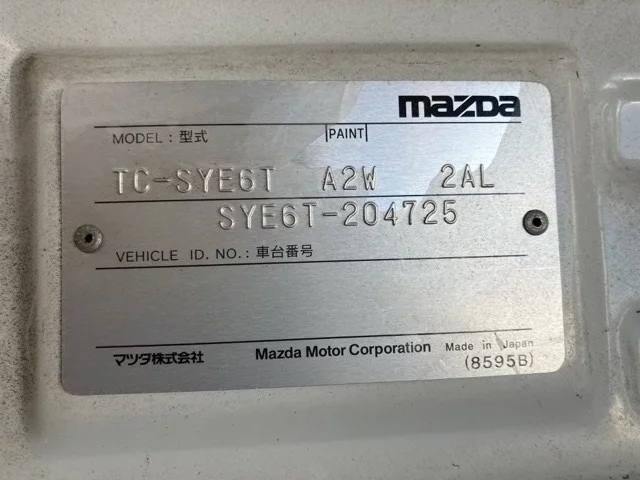 mazda
MODEL: 型式 PAINT
TC-SYE6T A2W 2AL
SYE6T-204725
VEHICLE ID. NO.: 車台番号
マツダ株式会社 Mazda Motor Corporation Made in Japan
(8595B)